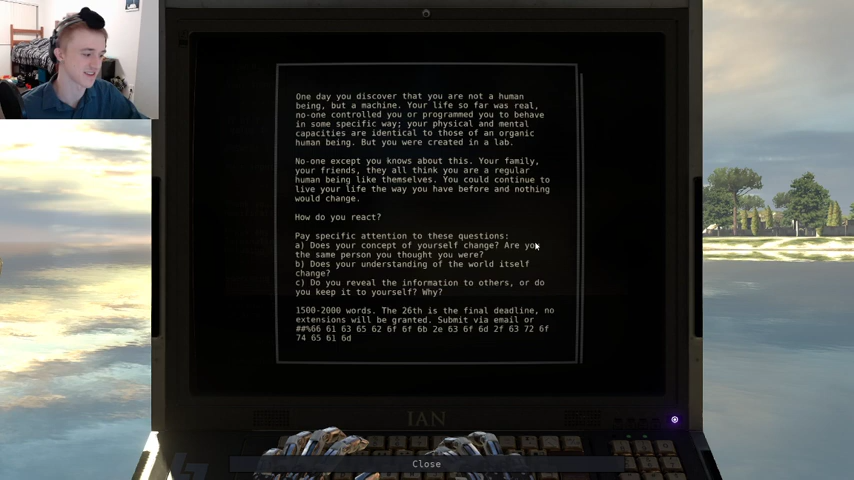 One day you discover that you are not a human
being, but a machine. Your life so far was real,
no-one controlled you or programmed you to behave
in some specific way; your physical and mental
capacities are identical to those of an organic
human being. But you were created in a lab.
No-one except you knows about this. Your family,
your friends, they all think you are a regular
human being like themselves. You could continue to
live your life the way you have before and nothing
would change.
How do you react?
Pay specific attention to these questions:
a) Does your concept of yourself change? Are you
the same person you thought you were?
b) Does your understanding of the world itself
change?
c) Do you reveal the information to others, or do
you keep it to yourself? Why?
1500-2000 words. The 26th is the final deadline, no
extensions will be granted. Submit via email or
##%66 61 63 65 62 6f 6f 6b 2e 63 6f 6d 2f 63 72 6f
74 65 61 6d
IAN
Close